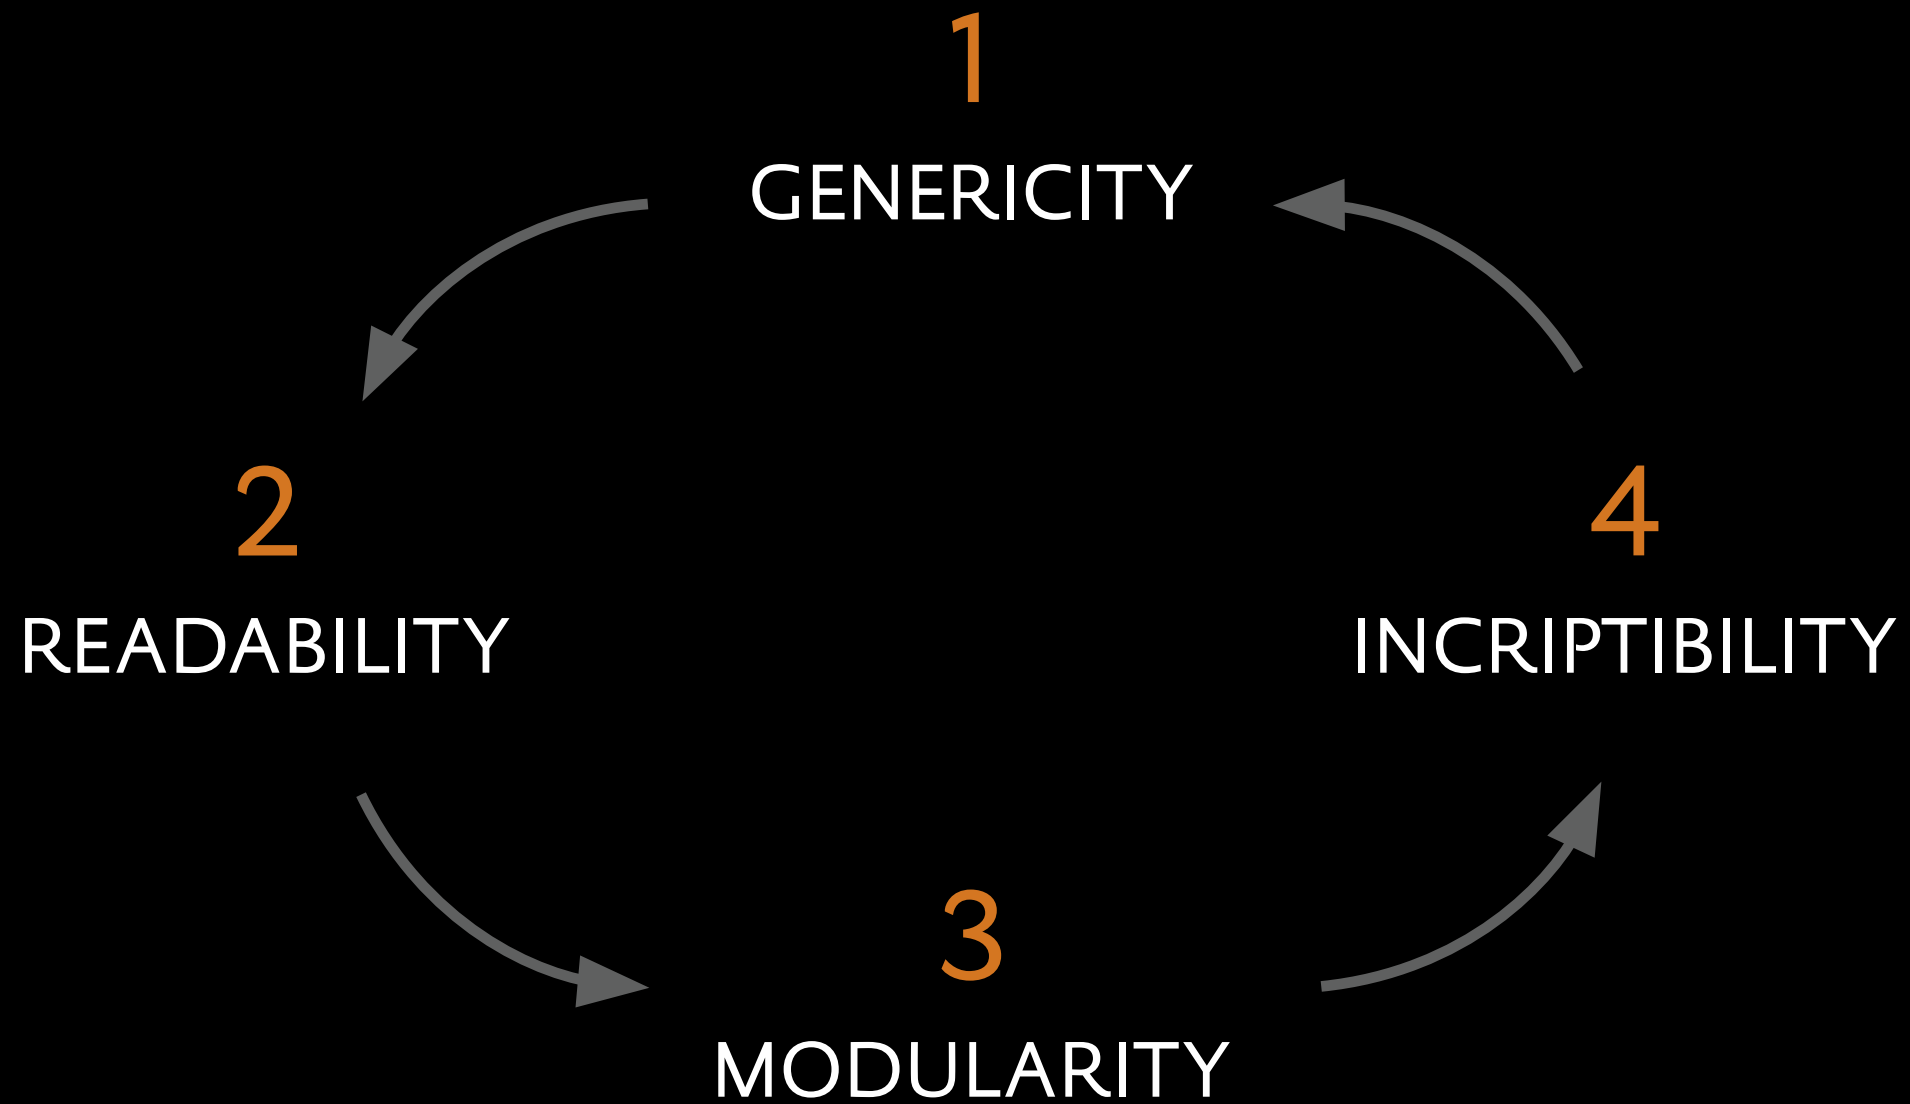 1
GENERICITY
2
READABILITY
3
MODULARITY
4
INCRIPTIBILITY